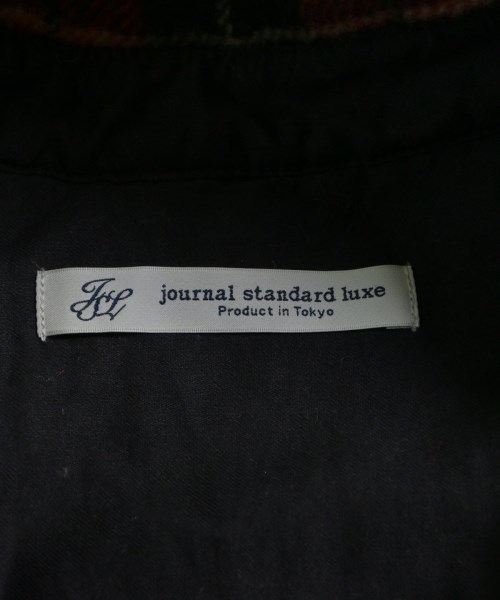 JSL journal standard luxe
Product in Tokyo